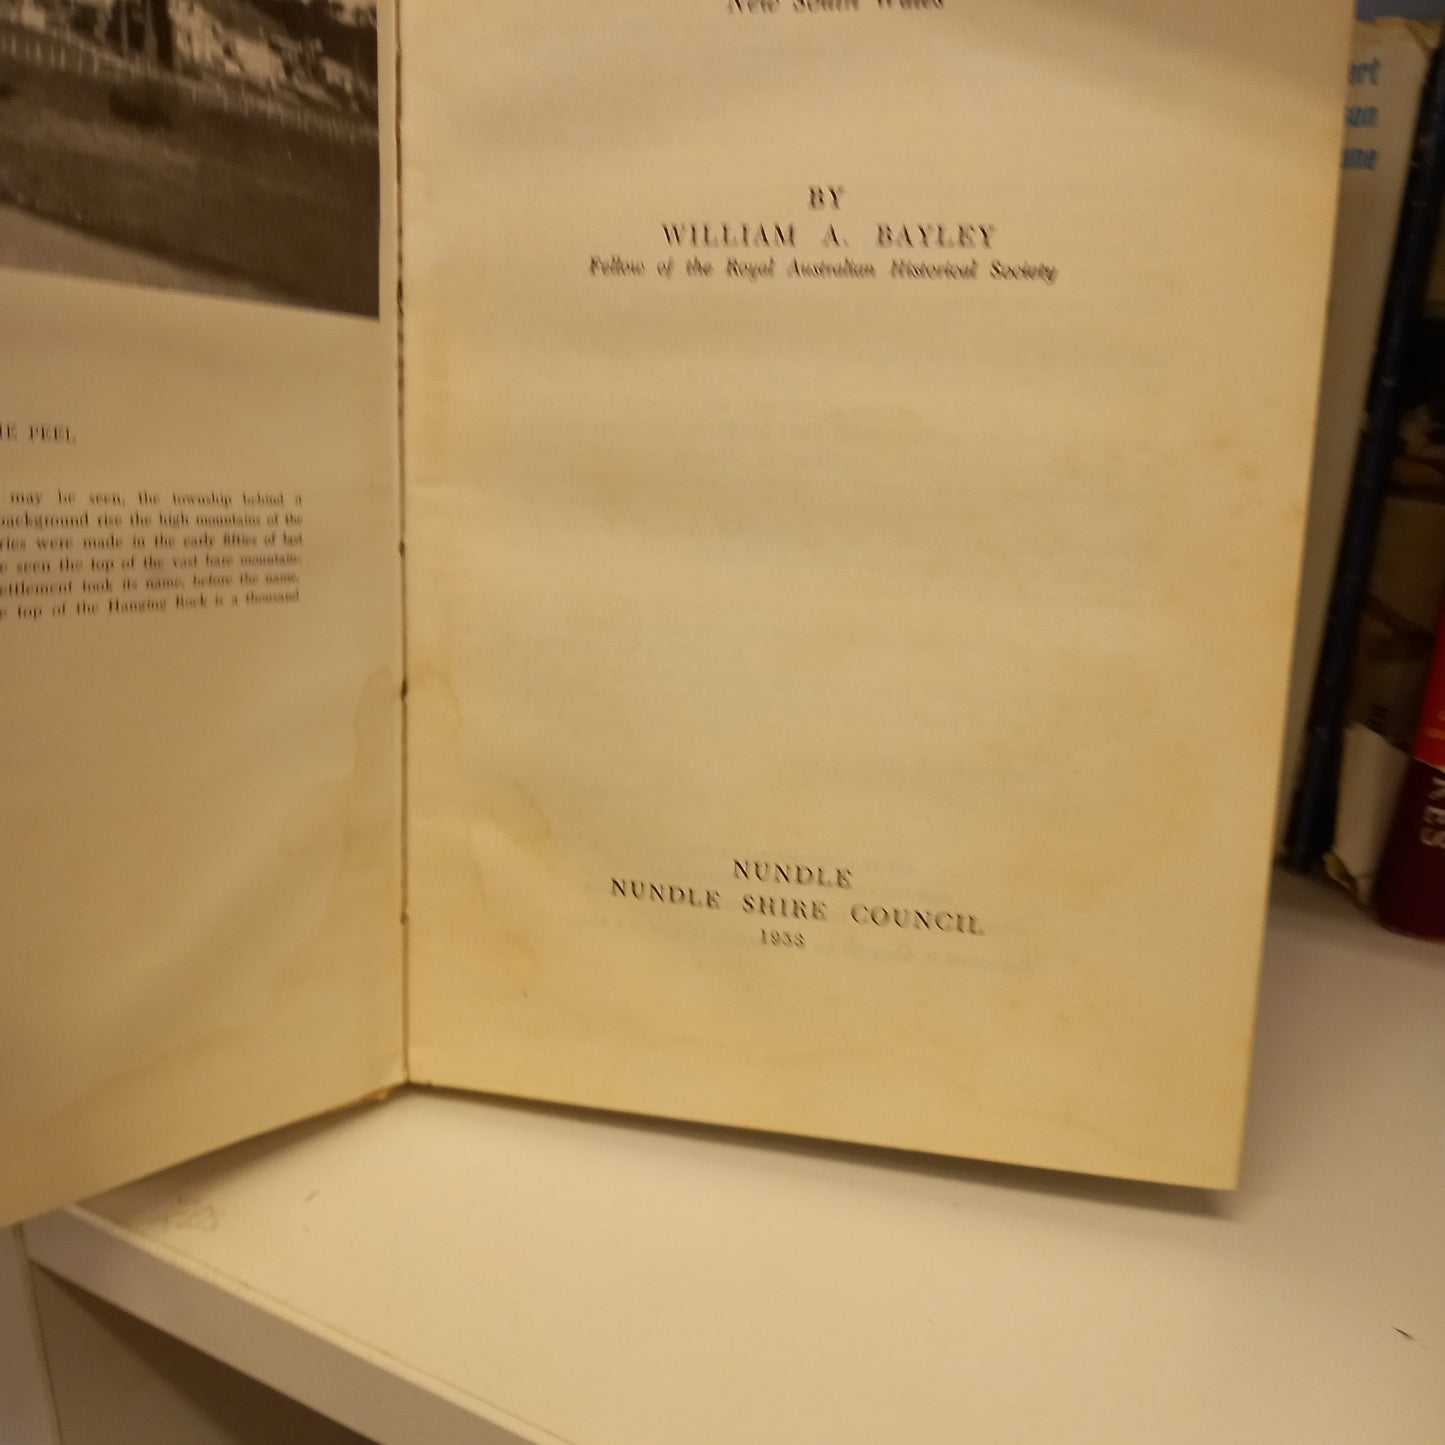 New South Wales
BY
WILLIAM A. BAYLEY
Fellow of the Royal Australian Historical Society
NUNDLE
NUNDLE SHIRE COUNCIL
1953
PEEL
may be seen, the township behind a
background rise the high mountains of the
were made in the early fifties of last
seen the top of the vast bare mountain-
settlement took its name, before the name,
top of the Hanging Rock is a thousand